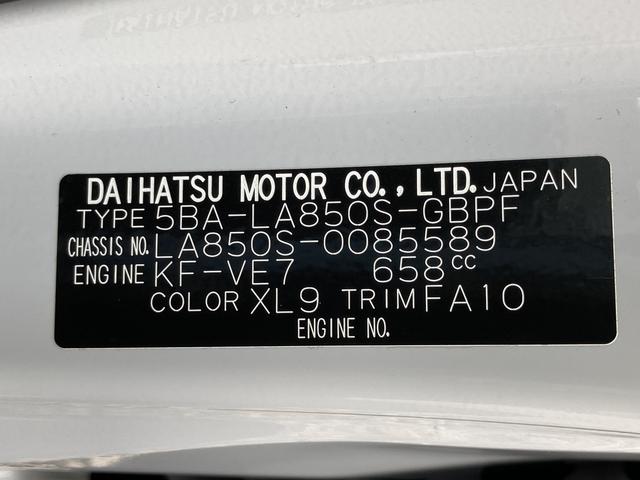 DAIHATSU MOTOR CO., LTD. JAPAN
TYPE 5BA-LA850S-GBPF
CHASSIS NO. LA850S-0085589
ENGINE KF-VE7 658cc
COLOR XL9 TRIM FA10
ENGINE NO.